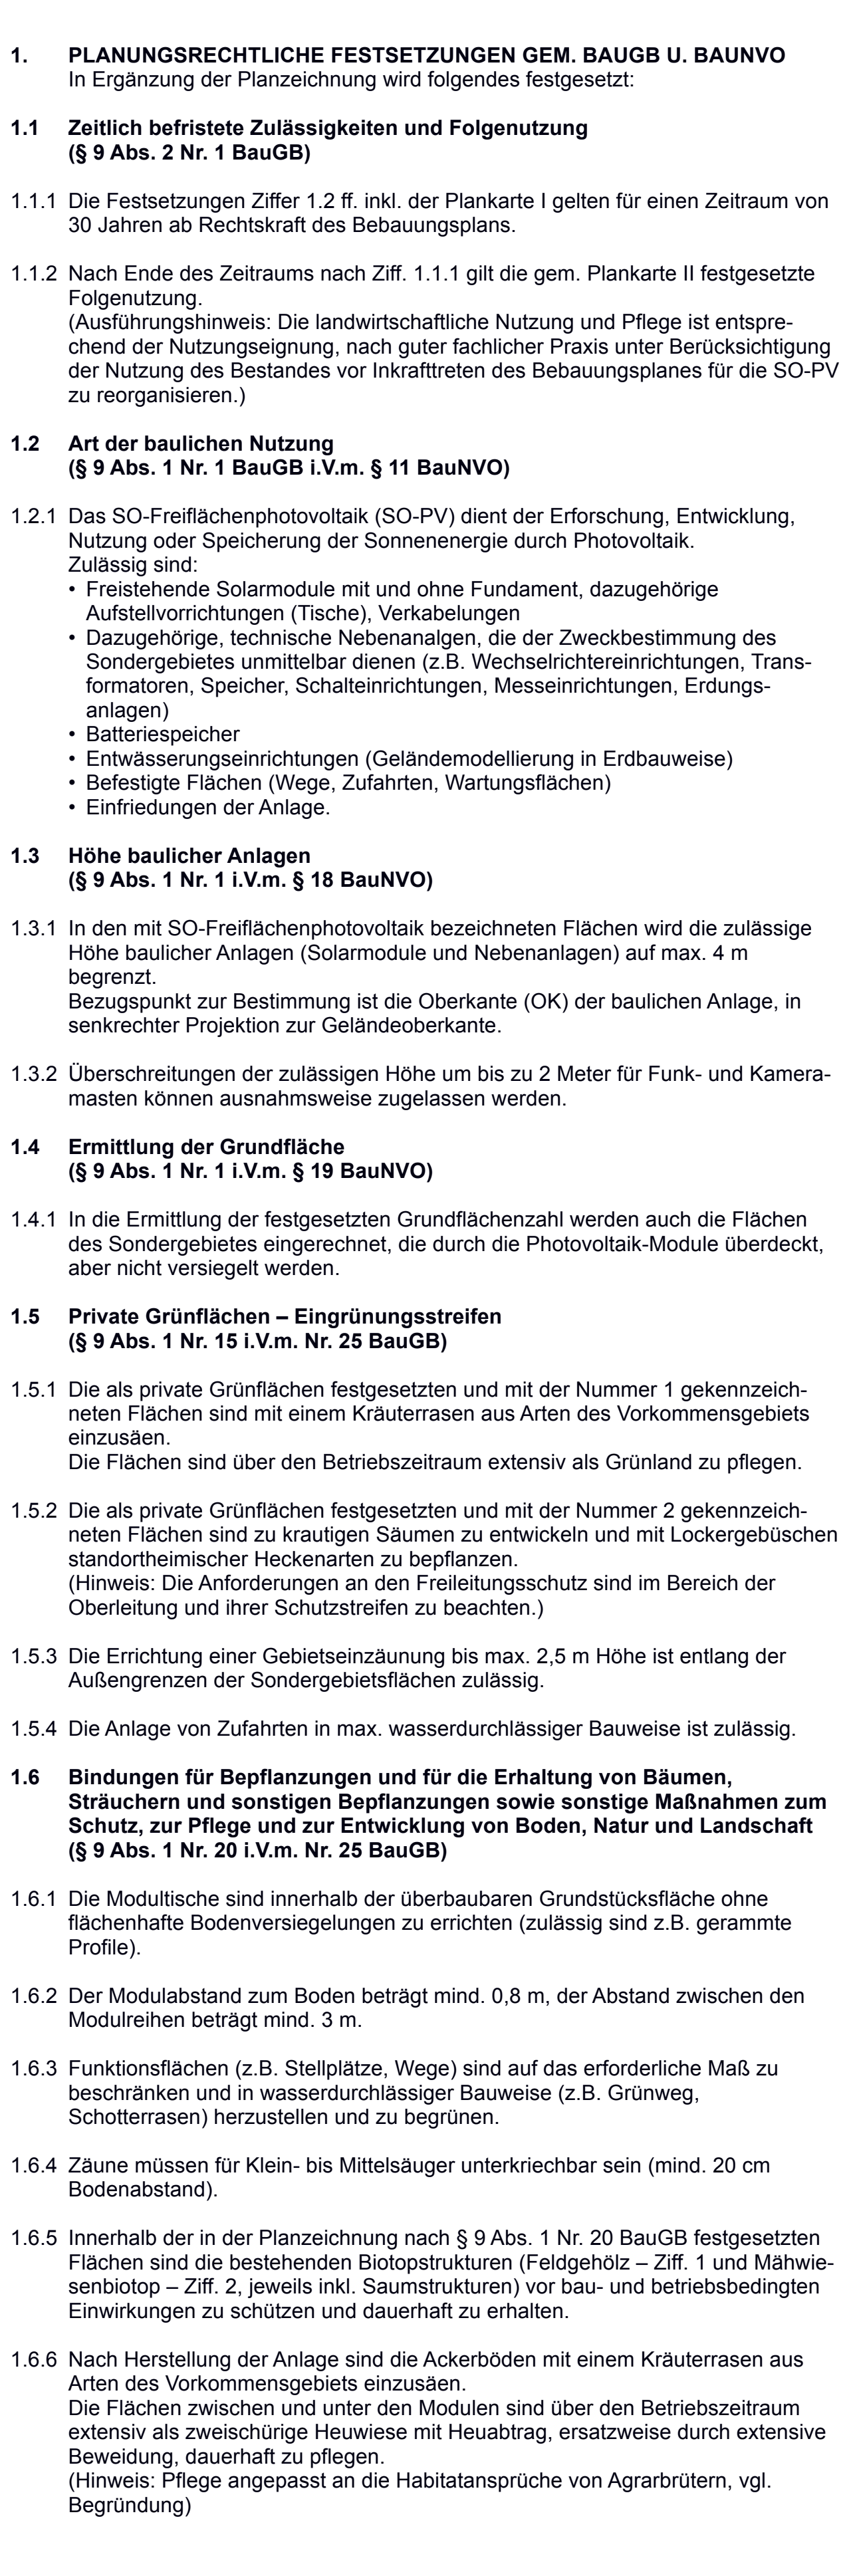 1. PLANUNGSRECHTLICHE FESTSETZUNGEN GEM. BAUGB U. BAUNVO
In Ergänzung der Planzeichnung wird folgendes festgesetzt:
1.1 Zeitlich befristete Zulässigkeiten und Folgenutzung
(§ 9 Abs. 2 Nr. 1 BauGB)
1.1.1 Die Festsetzungen Ziffer 1.2 ff. inkl. der Plankarte I gelten für einen Zeitraum von
30 Jahren ab Rechtskraft des Bebauungsplans.
1.1.2 Nach Ende des Zeitraums nach Ziff. 1.1.1 gilt die gem. Plankarte II festgesetzte
Folgenutzung.
(Ausführungshinweis: Die landwirtschaftliche Nutzung und Pflege ist entspre-
chend der Nutzungseignung, nach guter fachlicher Praxis unter Berücksichtigung
der Nutzung des Bestandes vor Inkrafttreten des Bebauungsplanes für die SO-PV
zu reorganisieren.)
1.2 Art der baulichen Nutzung
(§ 9 Abs. 1 Nr. 1 BauGB i.V.m. § 11 BauNVO)
1.2.1 Das SO-Freiflächenphotovoltaik (SO-PV) dient der Erforschung, Entwicklung,
Nutzung oder Speicherung der Sonnenenergie durch Photovoltaik.
Zulässig sind:
• Freistehende Solarmodule mit und ohne Fundament, dazugehörige
Aufstellvorrichtungen (Tische), Verkabelungen
• Dazugehörige, technische Nebenanalgen, die der Zweckbestimmung des
Sondergebietes unmittelbar dienen (z.B. Wechselrichtereinrichtungen, Trans-
formatoren, Speicher, Schalteinrichtungen, Messeinrichtungen, Erdungs-
anlagen)
• Batteriespeicher
• Entwässerungseinrichtungen (Geländemodellierung in Erdbauweise)
• Befestigte Flächen (Wege, Zufahrten, Wartungsflächen)
• Einfriedungen der Anlage.
1.3 Höhe baulicher Anlagen
(§ 9 Abs. 1 Nr. 1 i.V.m. § 18 BauNVO)
1.3.1 In den mit SO-Freiflächenphotovoltaik bezeichneten Flächen wird die zulässige
Höhe baulicher Anlagen (Solarmodule und Nebenanlagen) auf max. 4 m
begrenzt.
Bezugspunkt zur Bestimmung ist die Oberkante (OK) der baulichen Anlage, in
senkrechter Projektion zur Geländeoberkante.
1.3.2 Überschreitungen der zulässigen Höhe um bis zu 2 Meter für Funk- und Kamera-
masten können ausnahmsweise zugelassen werden.
1.4 Ermittlung der Grundfläche
(§ 9 Abs. 1 Nr. 1 i.V.m. § 19 BauNVO)
1.4.1 In die Ermittlung der festgesetzten Grundflächenzahl werden auch die Flächen
des Sondergebietes eingerechnet, die durch die Photovoltaik-Module überdeckt,
aber nicht versiegelt werden.
1.5 Private Grünflächen – Eingrünungsstreifen
(§ 9 Abs. 1 Nr. 15 i.V.m. Nr. 25 BauGB)
1.5.1 Die als private Grünflächen festgesetzten und mit der Nummer 1 gekennzeich-
neten Flächen sind mit einem Kräuterrasen aus Arten des Vorkommensgebiets
einzusäen.
Die Flächen sind über den Betriebszeitraum extensiv als Grünland zu pflegen.
1.5.2 Die als private Grünflächen festgesetzten und mit der Nummer 2 gekennzeich-
neten Flächen sind zu krautigen Säumen zu entwickeln und mit Lockergebüschen
standortheimischer Heckenarten zu bepflanzen.
(Hinweis: Die Anforderungen an den Freileitungsschutz sind im Bereich der
Oberleitung und ihrer Schutzstreifen zu beachten.)
1.5.3 Die Errichtung einer Gebietseinzäunung bis max. 2,5 m Höhe ist entlang der
Außengrenzen der Sondergebietsflächen zulässig.
1.5.4 Die Anlage von Zufahrten in max. wasserdurchlässiger Bauweise ist zulässig.
1.6 Bindungen für Bepflanzungen und für die Erhaltung von Bäumen,
Sträuchern und sonstigen Bepflanzungen sowie sonstige Maßnahmen zum
Schutz, zur Pflege und zur Entwicklung von Boden, Natur und Landschaft
(§ 9 Abs. 1 Nr. 20 i.V.m. Nr. 25 BauGB)
1.6.1 Die Modultische sind innerhalb der überbaubaren Grundstücksfläche ohne
flächenhafte Bodenversiegelungen zu errichten (zulässig sind z.B. gerammte
Profile).
1.6.2 Der Modulabstand zum Boden beträgt mind. 0,8 m, der Abstand zwischen den
Modulreihen beträgt mind. 3 m.
1.6.3 Funktionsflächen (z.B. Stellplätze, Wege) sind auf das erforderliche Maß zu
beschränken und in wasserdurchlässiger Bauweise (z.B. Grünweg,
Schotterrasen) herzustellen und zu begrünen.
1.6.4 Zäune müssen für Klein- bis Mittelsäuger unterkriechbar sein (mind. 20 cm
Bodenabstand).
1.6.5 Innerhalb der in der Planzeichnung nach § 9 Abs. 1 Nr. 20 BauGB festgesetzten
Flächen sind die bestehenden Biotopstrukturen (Feldgehölz – Ziff. 1 und Mähwie-
senbiotop – Ziff. 2, jeweils inkl. Saumstrukturen) vor bau- und betriebsbedingten
Einwirkungen zu schützen und dauerhaft zu erhalten.
1.6.6 Nach Herstellung der Anlage sind die Ackerböden mit einem Kräuterrasen aus
Arten des Vorkommensgebiets einzusäen.
Die Flächen zwischen und unter den Modulen sind über den Betriebszeitraum
extensiv als zweischürige Heuwiese mit Heuabtrag, ersatzweise durch extensive
Beweidung, dauerhaft zu pflegen.
(Hinweis: Pflege angepasst an die Habitatansprüche von Agrarbrütern, vgl.
Begründung)